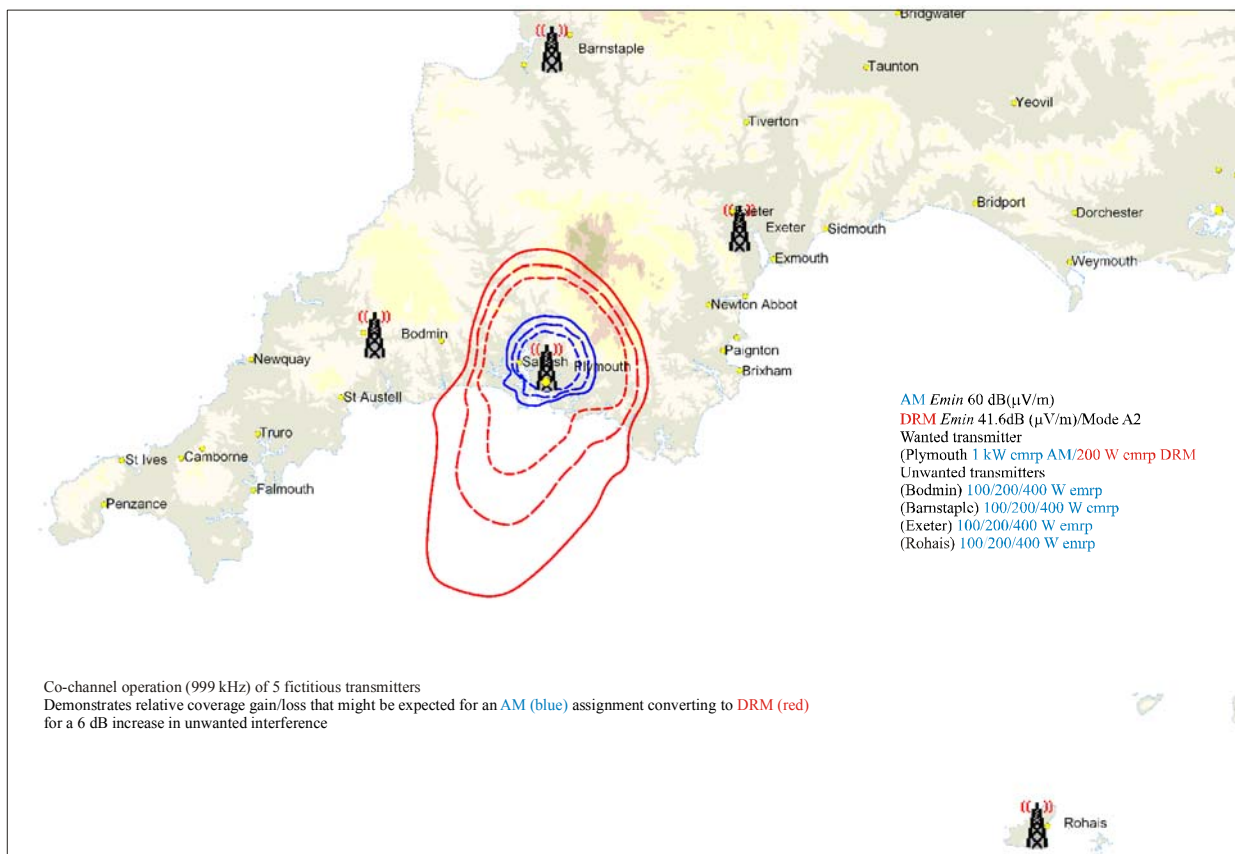 Bridgwater
Barnstaple
Taunton
Yeovil
Tiverton
Bridport
Exeter
Dorchester
Exeter
Sidmouth
Exmouth
Weymouth
Newton Abbot
Bodmin
Newquay
Saltash
Plymouth
Paignton
Brixham
St Austell
Truro
St Ives
Camborne
Falmouth
Penzance
AM Emin 60 dB(μV/m)
DRM Emin 41.6dB (μV/m)/Mode A2
Wanted transmitter
(Plymouth 1 kW emrp AM/200 W emrp DRM
Unwanted transmitters
(Bodmin) 100/200/400 W emrp
(Barnstaple) 100/200/400 W emrp
(Exeter) 100/200/400 W emrp
(Rohais) 100/200/400 W emrp
Co-channel operation (999 kHz) of 5 fictitious transmitters
Demonstrates relative coverage gain/loss that might be expected for an AM (blue) assignment converting to DRM (red)
for a 6 dB increase in unwanted interference
Rohais